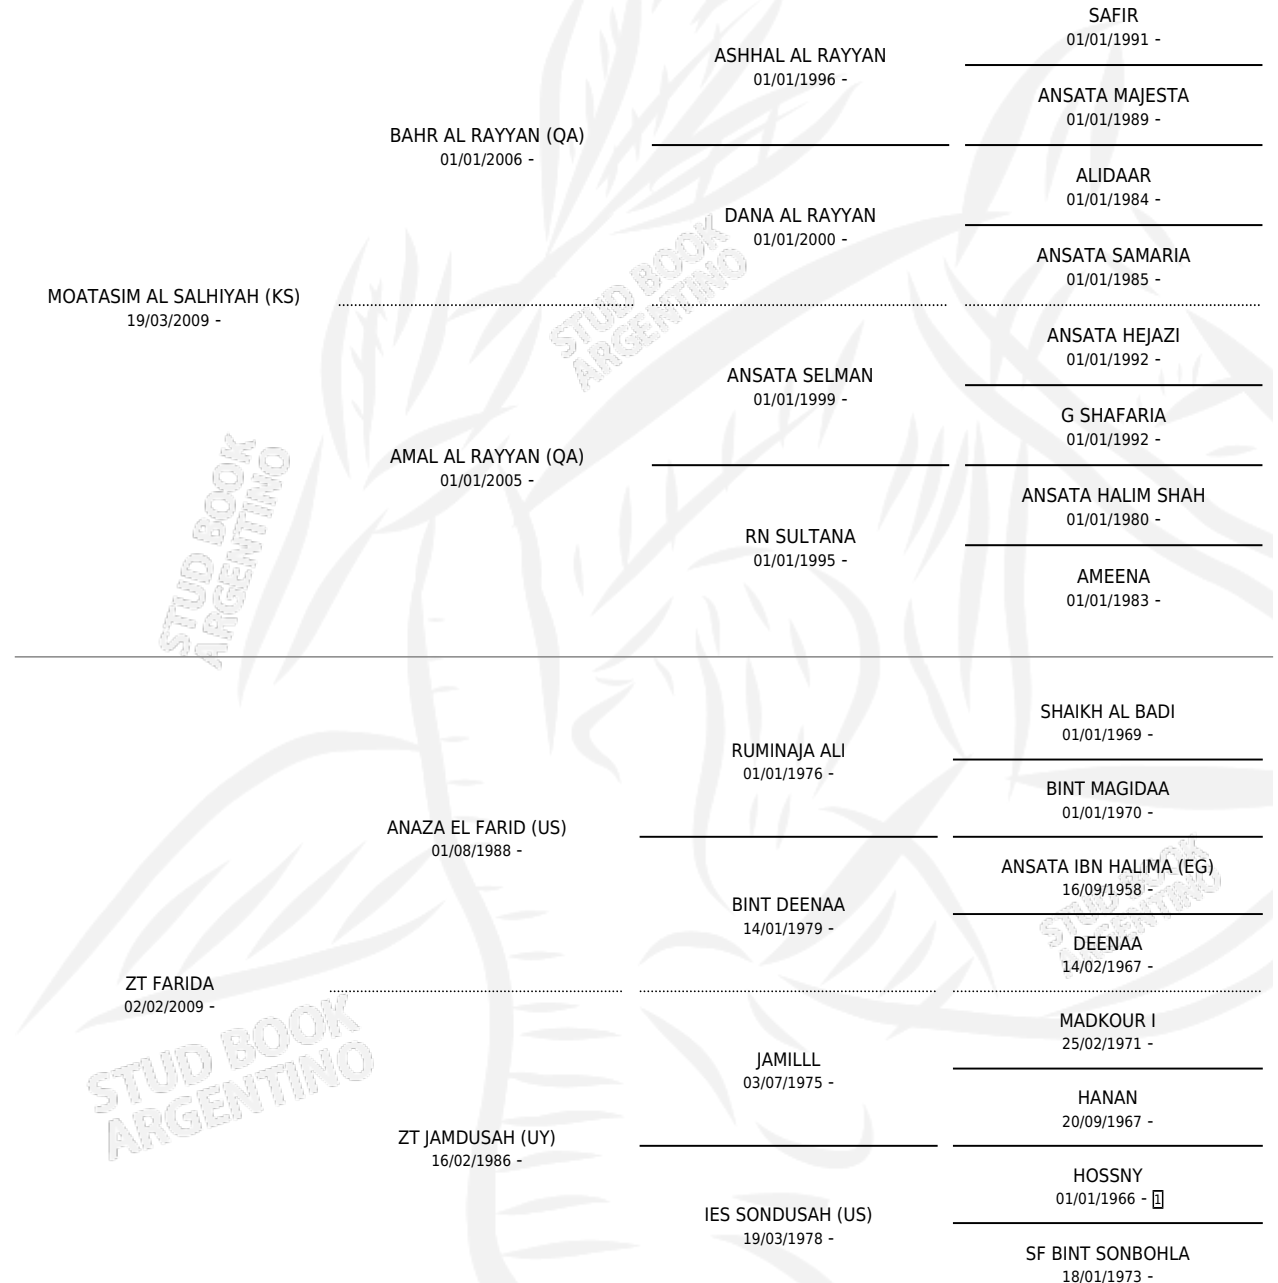 SAFIR
01/01/1991 -
ASHHAL AL RAYYAN
01/01/1996 -
ANSATA MAJESTA
01/01/1989 -
BAHR AL RAYYAN (QA)
01/01/2006 -
ALIDAAR
01/01/1984 -
DANA AL RAYYAN
01/01/2000 -
ANSATA SAMARIA
01/01/1985 -
MOATASIM AL SALHIYAH (KS)
19/03/2009 -
STUD BOOK
ARGENTINO
ANSATA HEJAZI
01/01/1992 -
ANSATA SELMAN
01/01/1999 -
G SHAFARIA
01/01/1992 -
AMAL AL RAYYAN (QA)
01/01/2005 -
ANSATA HALIM SHAH
01/01/1980 -
RN SULTANA
01/01/1995 -
AMEENA
01/01/1983 -
STUD BOOK
ARGENTINO
SHAIKH AL BADI
01/01/1969 -
RUMINAJA ALI
01/01/1976 -
BINT MAGIDAA
01/01/1970 -
ANAZA EL FARID (US)
01/08/1988 -
ANSATA IBN HALIMA (EG)
16/09/1958 -
BINT DEENAA
14/01/1979 -
STUD BOOK
ARGENTINO
DEENAA
14/02/1967 -
ZT FARIDA
02/02/2009 -
MADKOUR I
25/02/1971 -
JAMILLL
03/07/1975 -
STUD BOOK
ARGENTINO
HANAN
20/09/1967 -
ZT JAMDUSAH (UY)
16/02/1986 -
HOSSNY
01/01/1966 - 1
IES SONDUSAH (US)
19/03/1978 -
SF BINT SONBOHLA
18/01/1973 -